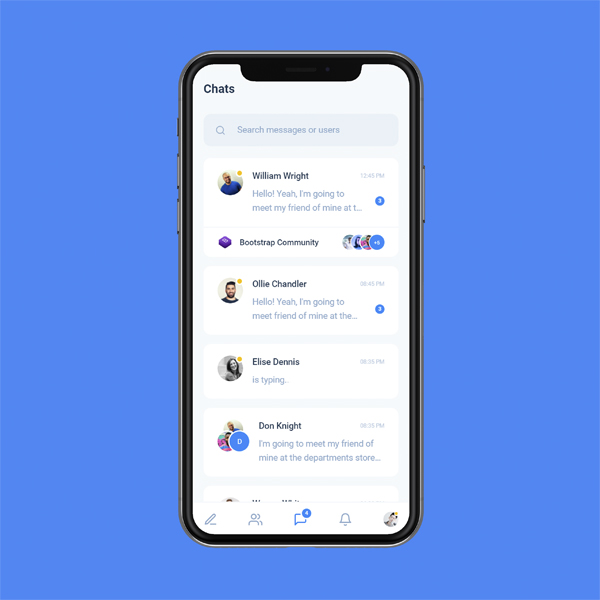 Chats
Search messages or users
William Wright
12:45 PM
Hello! Yeah, I'm going to
meet my friend of mine at t...
3
Bootstrap Community
+5
Ollie Chandler
08:45 PM
Hello! Yeah, I'm going to
meet friend of mine at the...
3
Elise Dennis
08:35 PM
is typing..
Don Knight
08:35 PM
D
I'm going to meet my friend of
mine at the departments store...
4